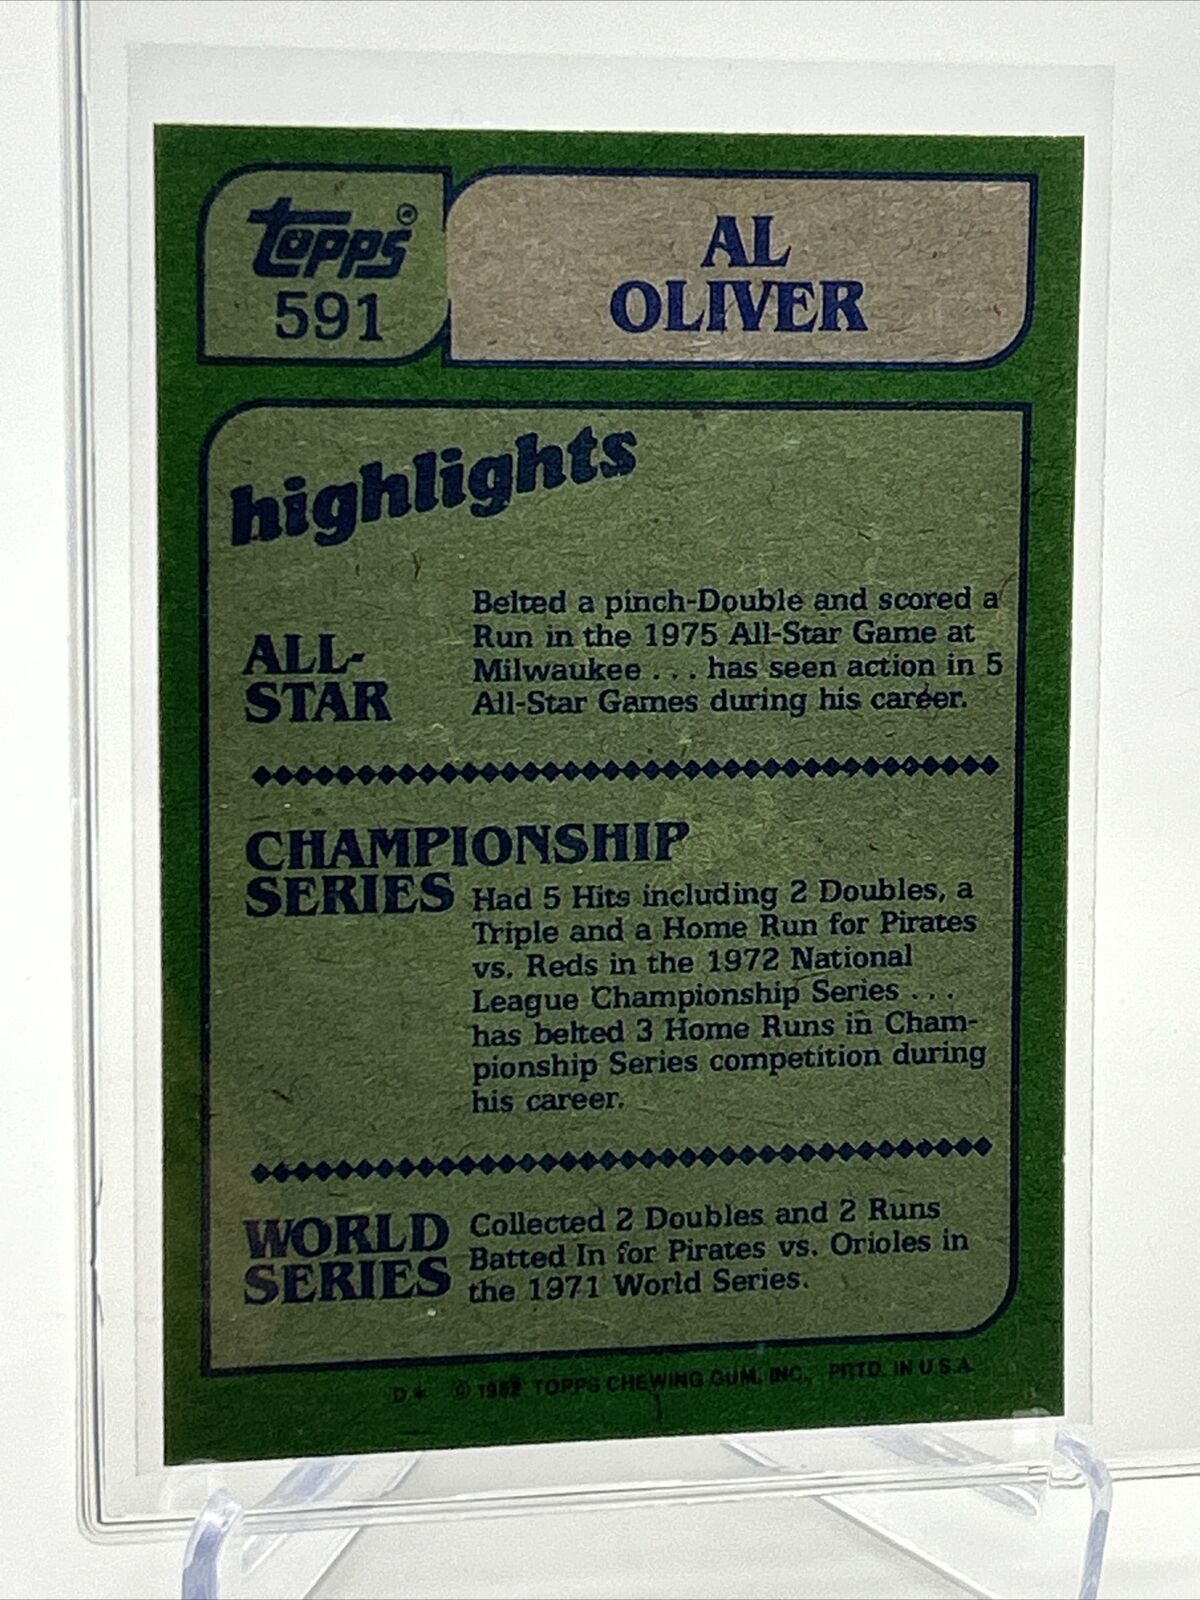 topps®
591
AL
OLIVER
highlights
ALL-
STAR
Belted a pinch-Double and scored a
Run in the 1975 All-Star Game at
Milwaukee . . . has seen action in 5
All-Star Games during his career.
CHAMPIONSHIP
SERIES
Had 5 Hits including 2 Doubles, a
Triple and a Home Run for Pirates
vs. Reds in the 1972 National
League Championship Series . . .
has belted 3 Home Runs in Cham-
pionship Series competition during
his career.
WORLD
SERIES
Collected 2 Doubles and 2 Runs
Batted In for Pirates vs. Orioles in
the 1971 World Series.
D* © 1982 TOPPS CHEWING GUM, INC., PRTD. IN U.S.A.